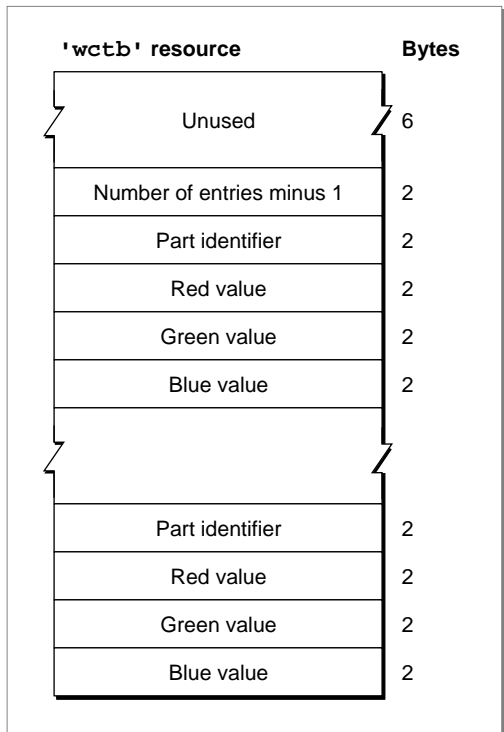 'wctb' resource Bytes
Unused 6
Number of entries minus 1 2
Part identifier 2
Red value 2
Green value 2
Blue value 2
Part identifier 2
Red value 2
Green value 2
Blue value 2